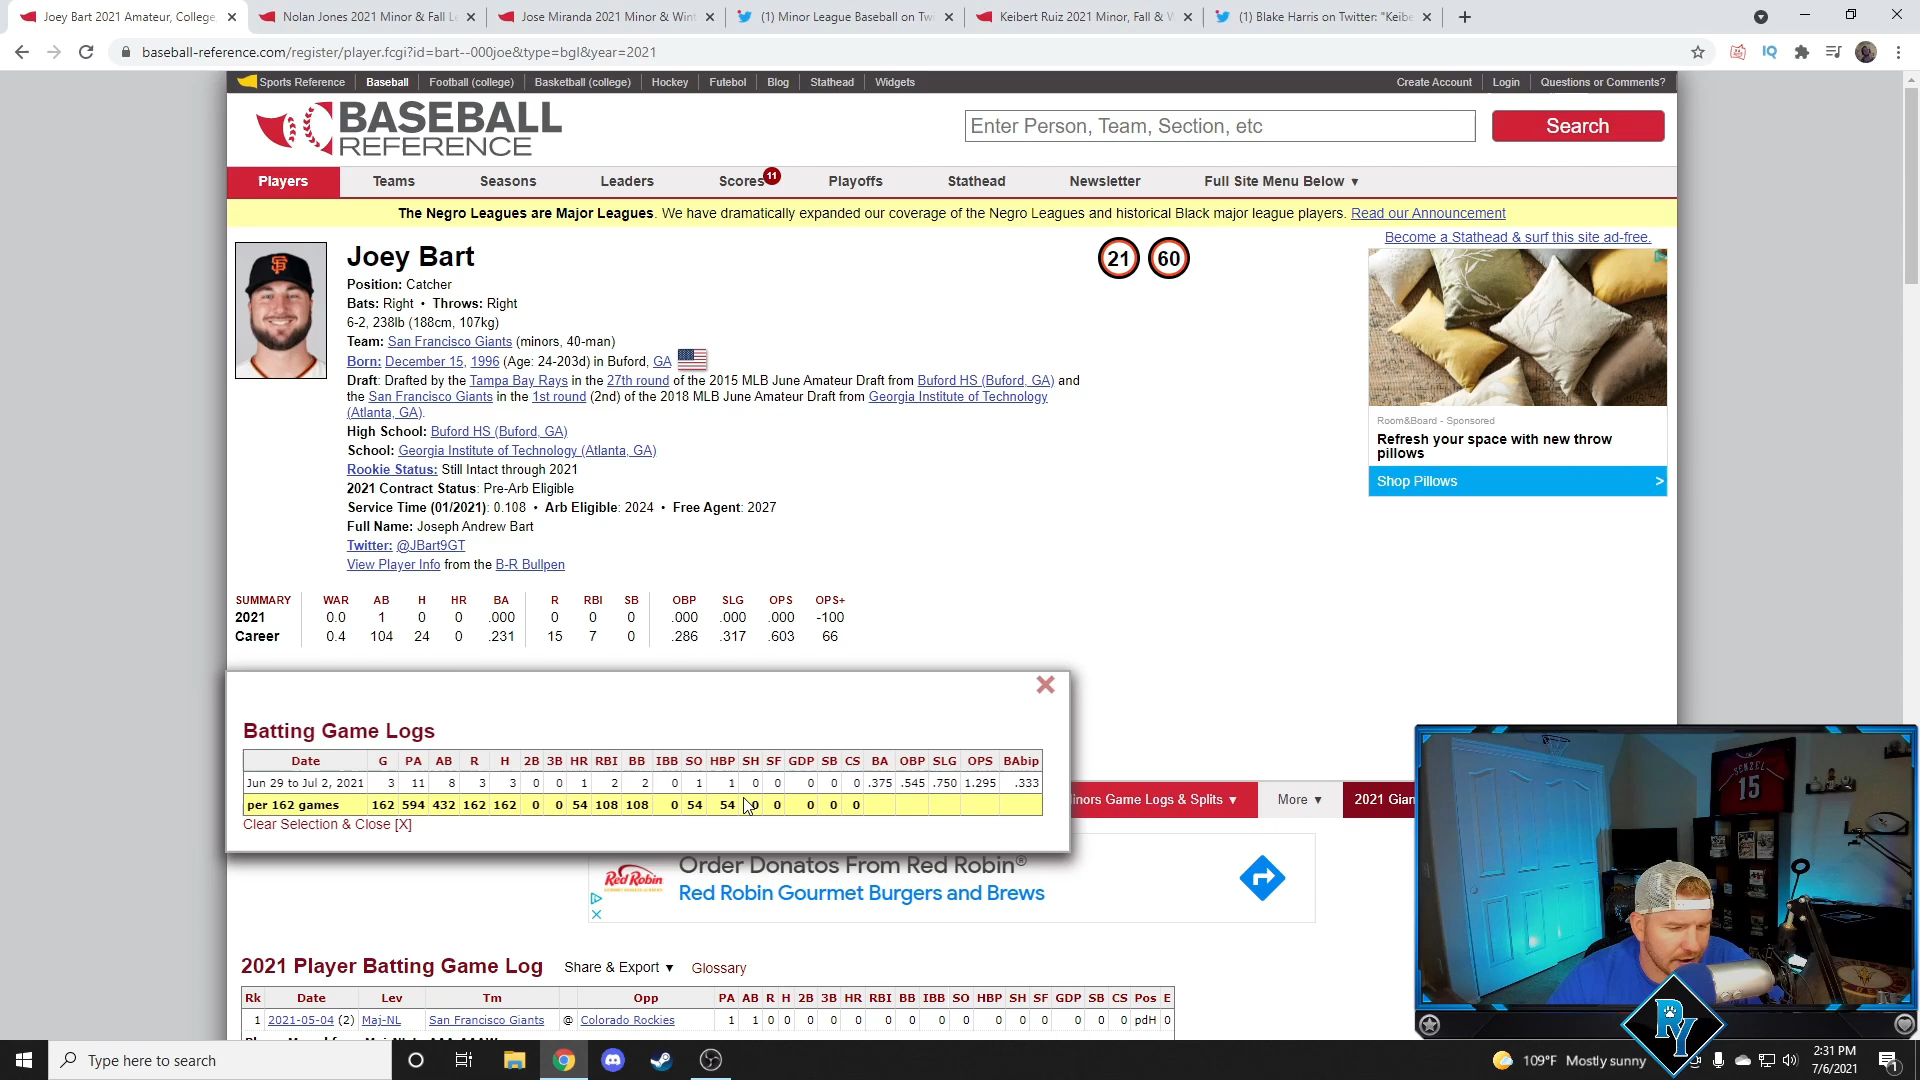 Joey Bart 2021 Amateur, College,
Nolan Jones 2021 Minor & Fall L
Jose Miranda 2021 Minor & Wint
(1) Minor League Baseball on Twi
Keibert Ruiz 2021 Minor, Fall & W
(1) Blake Harris on Twitter: "Keibe
baseball-reference.com/register/player.fcgi?id=bart--000joe&type=bgl&year=2021
Sports Reference Baseball Football (college) Basketball (college) Hockey Futebol Blog Stathead Widgets Create Account Login Questions or Comments?
BASEBALL
REFERENCE
Enter Person, Team, Section, etc
Search
Players Teams Seasons Leaders Scores 11 Playoffs Stathead Newsletter Full Site Menu Below ▼
The Negro Leagues are Major Leagues. We have dramatically expanded our coverage of the Negro Leagues and historical Black major league players. Read our Announcement
Become a Stathead & surf this site ad-free.
Joey Bart
21 60
Position: Catcher
Bats: Right • Throws: Right
6-2, 238lb (188cm, 107kg)
Team: San Francisco Giants (minors, 40-man)
Born: December 15, 1996 (Age: 24-203d) in Buford, GA
Draft: Drafted by the Tampa Bay Rays in the 27th round of the 2015 MLB June Amateur Draft from Buford HS (Buford, GA) and
the San Francisco Giants in the 1st round (2nd) of the 2018 MLB June Amateur Draft from Georgia Institute of Technology
(Atlanta, GA).
High School: Buford HS (Buford, GA)
School: Georgia Institute of Technology (Atlanta, GA)
Rookie Status: Still Intact through 2021
2021 Contract Status: Pre-Arb Eligible
Service Time (01/2021): 0.108 • Arb Eligible: 2024 • Free Agent: 2027
Full Name: Joseph Andrew Bart
Twitter: @JBart9GT
View Player Info from the B-R Bullpen
Room&Board - Sponsored
Refresh your space with new throw
pillows
Shop Pillows >
SUMMARY WAR AB H HR BA R RBI SB OBP SLG OPS OPS+
2021 0.0 1 0 0 .000 0 0 0 .000 .000 .000 -100
Career 0.4 104 24 0 .231 15 7 0 .286 .317 .603 66
Batting Game Logs
Date G PA AB R H 2B 3B HR RBI BB IBB SO HBP SH SF GDP SB CS BA OBP SLG OPS BAbip
Jun 29 to Jul 2, 2021 3 11 8 3 3 0 0 1 2 2 0 1 1 0 0 0 0 0 .375 .545 .750 1.295 .333
per 162 games 162 594 432 162 162 0 0 54 108 108 0 54 54 0 0 0 0 0
Clear Selection & Close [X]
inors Game Logs & Splits ▼ More ▼ 2021 Gian
Red Robin
Order Donatos From Red Robin®
Red Robin Gourmet Burgers and Brews
2021 Player Batting Game Log Share & Export ▼ Glossary
Rk Date Lev Tm Opp PA AB R H 2B 3B HR RBI BB IBB SO HBP SH SF GDP SB CS Pos E
1 2021-05-04 (2) Maj-NL San Francisco Giants @ Colorado Rockies 1 1 0 0 0 0 0 0 0 0 0 0 0 0 0 0 0 pdH 0
SENZEL
15
RY
Type here to search
109°F Mostly sunny
2:31 PM
7/6/2021
1